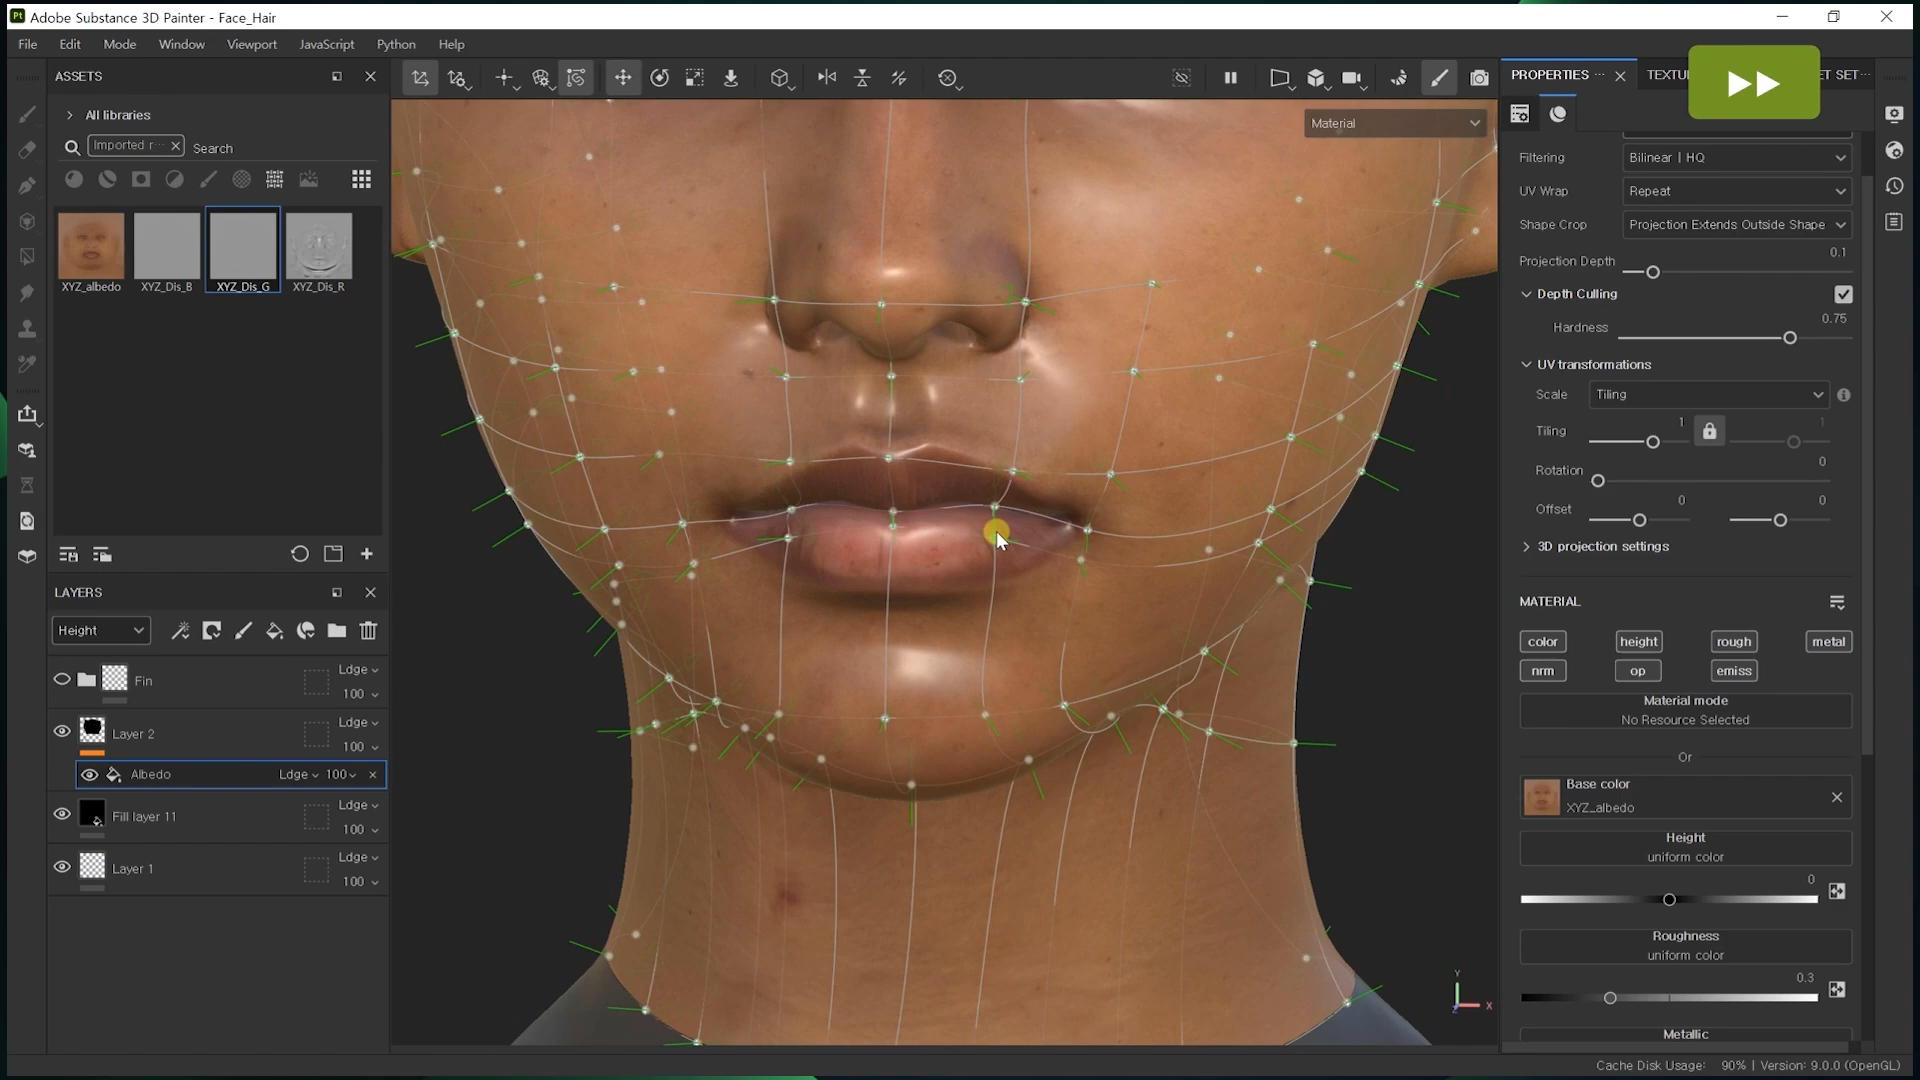 Pt Adobe Substance 3D Painter - Face_Hair
File Edit Mode Window Viewport JavaScript Python Help
ASSETS
All libraries
Imported r··· Search
XYZ_albedo XYZ_Dis_B XYZ_Dis_G XYZ_Dis_R
LAYERS
Height
Fin Ldge 100
Layer 2 Ldge 100
Albedo Ldge 100
Fill layer 11 Ldge 100
Layer 1 Ldge 100
Material
Y
X
Z
PROPERTIES ··· TEXTU ET SET···
Filtering Bilinear | HQ
UV Wrap Repeat
Shape Crop Projection Extends Outside Shape
Projection Depth 0.1
Depth Culling
Hardness 0.75
UV transformations
Scale Tiling
Tiling 1 1
Rotation 0
Offset 0 0
3D projection settings
MATERIAL
color height rough metal
nrm op emiss
Material mode
No Resource Selected
Or
Base color
XYZ_albedo
Height
uniform color
0
Roughness
uniform color
0.3
Metallic
Cache Disk Usage: 90% | Version: 9.0.0 (OpenGL)